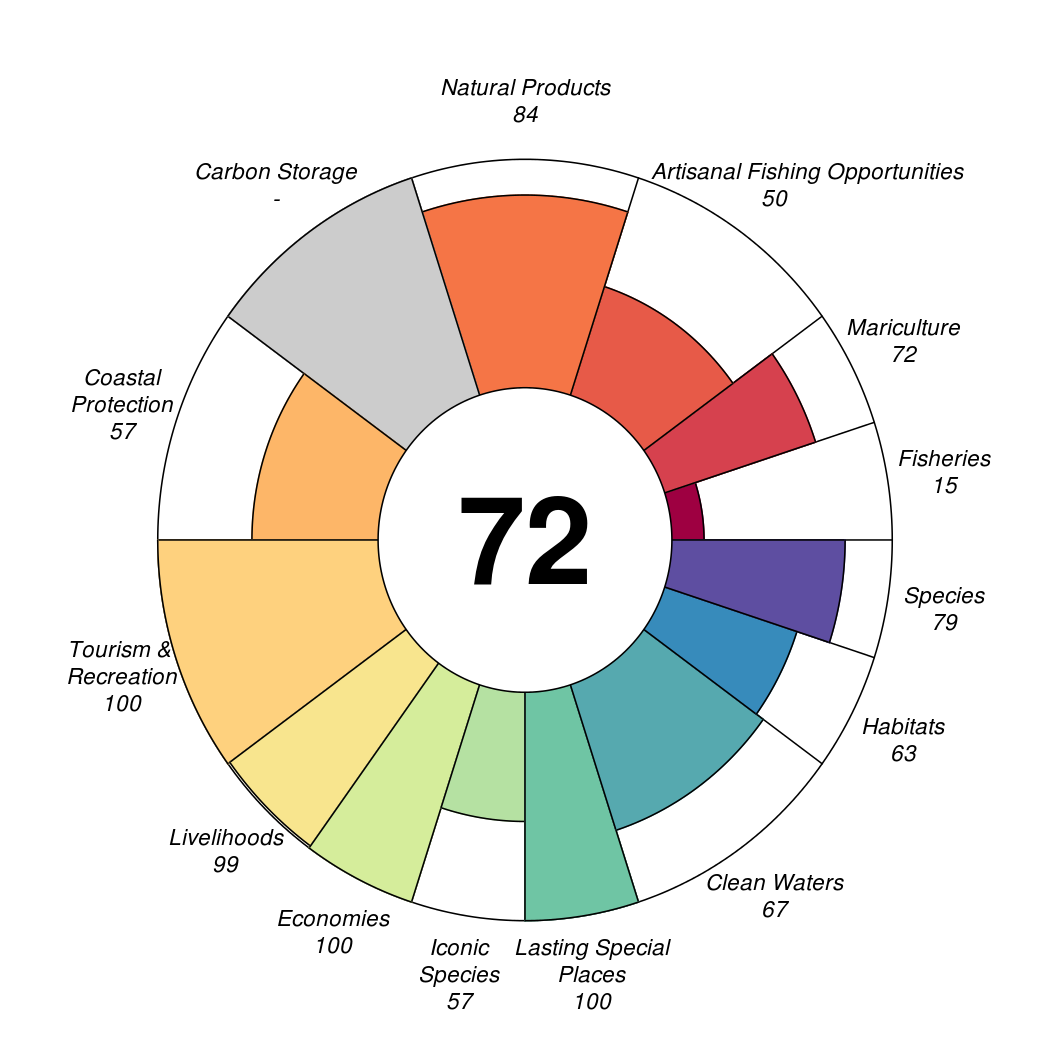 Natural Products
84
Artisanal Fishing Opportunities
50
Carbon Storage
-
Mariculture
72
Coastal
Protection
57
Fisheries
15
72
Species
79
Tourism &
Recreation
100
Habitats
63
Livelihoods
99
Clean Waters
67
Economies
100
Iconic
Species
57
Lasting Special
Places
100